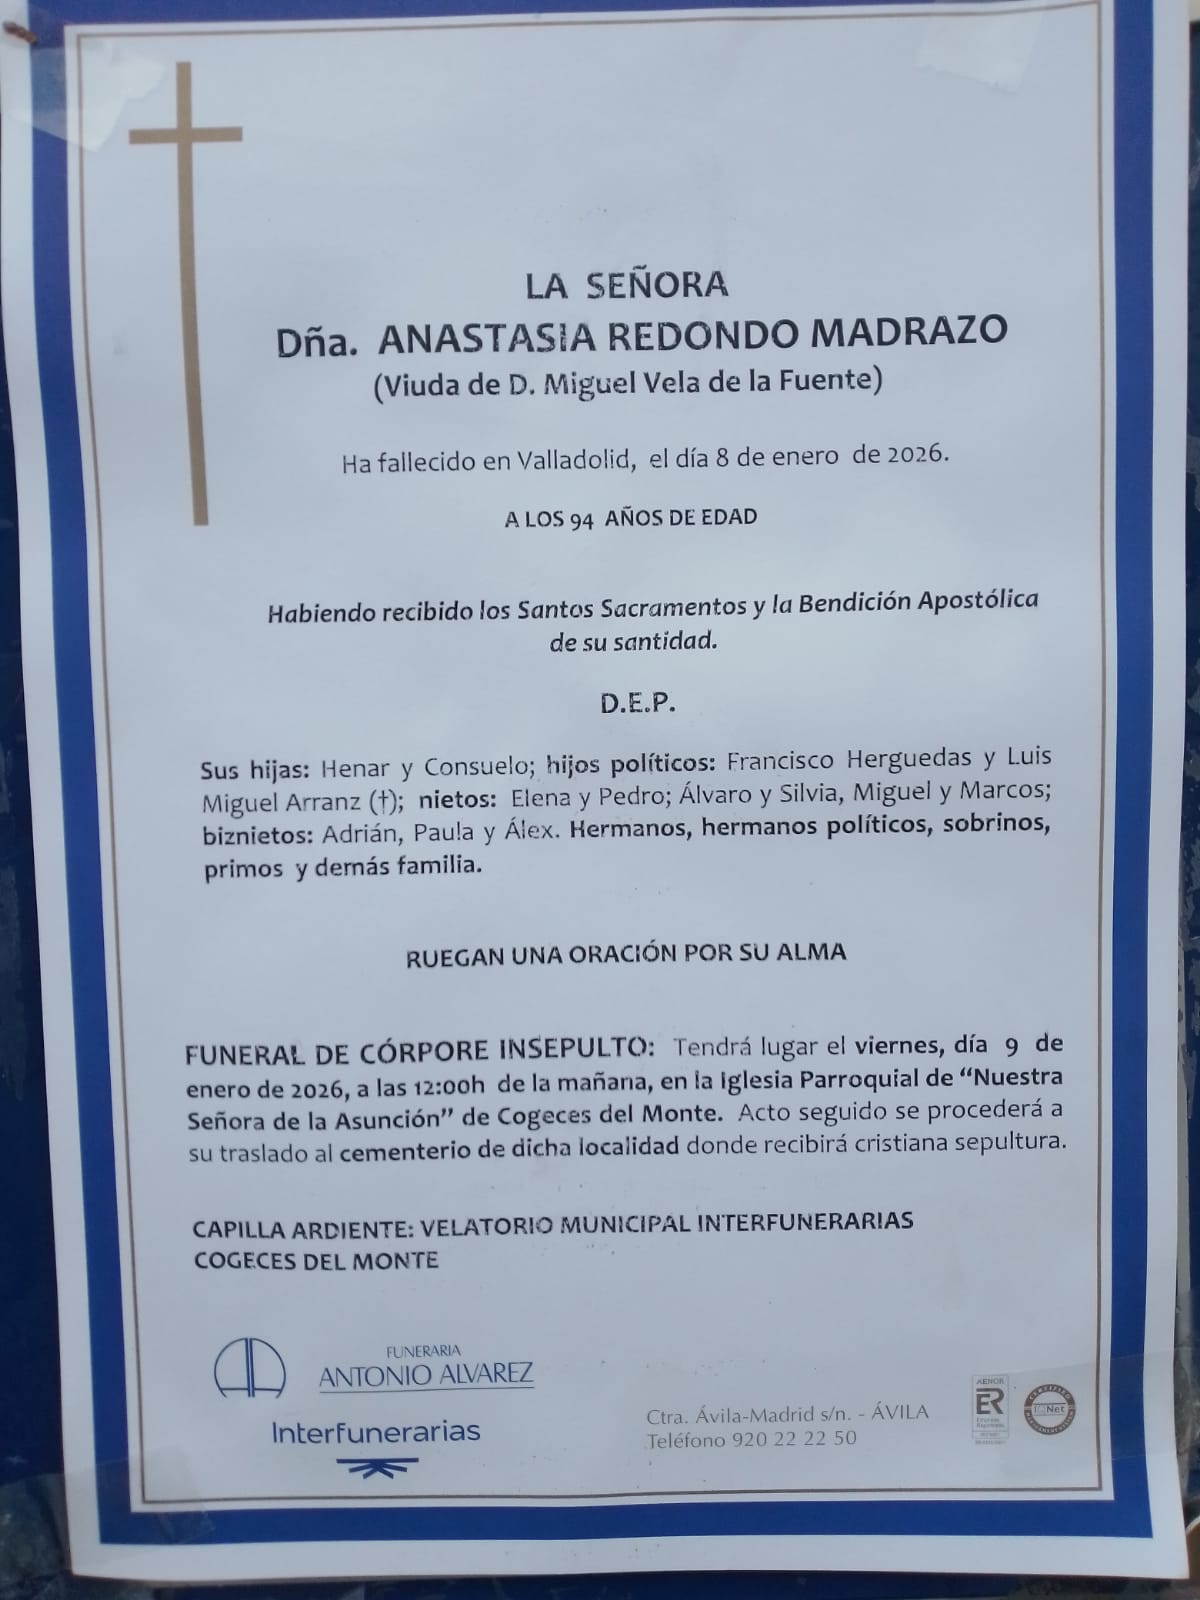 LA SEÑORA
Dña. ANASTASIA REDONDO MADRAZO
(Viuda de D. Miguel Vela de la Fuente)
Ha fallecido en Valladolid, el día 8 de enero de 2026.
A LOS 94 AÑOS DE EDAD
Habiendo recibido los Santos Sacramentos y la Bendición Apostólica
de su santidad.
D.E.P.
Sus hijas: Henar y Consuelo; hijos políticos: Francisco Herguedas y Luis
Miguel Arranz (†); nietos: Elena y Pedro; Álvaro y Silvia, Miguel y Marcos;
biznietos: Adrián, Paula y Álex. Hermanos, hermanos políticos, sobrinos,
primos y demás familia.
RUEGAN UNA ORACIÓN POR SU ALMA
FUNERAL DE CÓRPORE INSEPULTO: Tendrá lugar el viernes, día 9 de
enero de 2026, a las 12:00h de la mañana, en la Iglesia Parroquial de “Nuestra
Señora de la Asunción” de Cogeces del Monte. Acto seguido se procederá a
su traslado al cementerio de dicha localidad donde recibirá cristiana sepultura.
CAPILLA ARDIENTE: VELATORIO MUNICIPAL INTERFUNERARIAS
COGECES DEL MONTE
FUNERARIA
ANTONIO ALVAREZ
Interfunerarias
Ctra. Ávila-Madrid s/n. - ÁVILA
Teléfono 920 22 22 50
AENOR
ER
Empresa
Registrada
IQNet